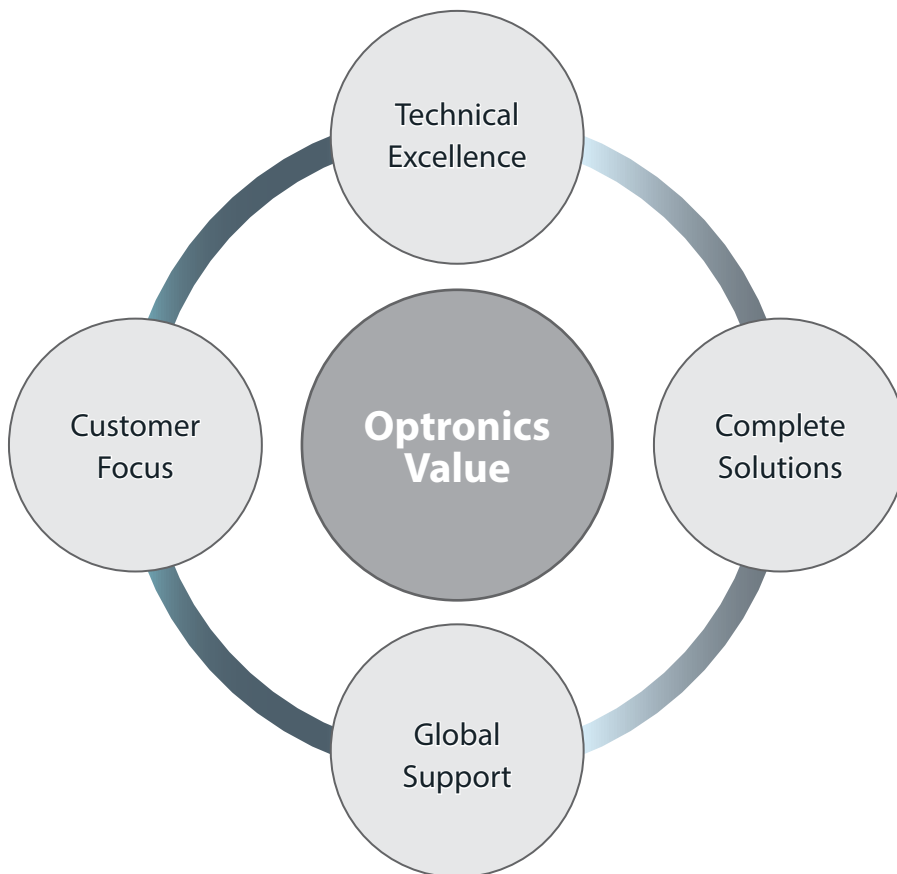 Technical
Excellence
Customer
Focus
Optronics
Value
Complete
Solutions
Global
Support